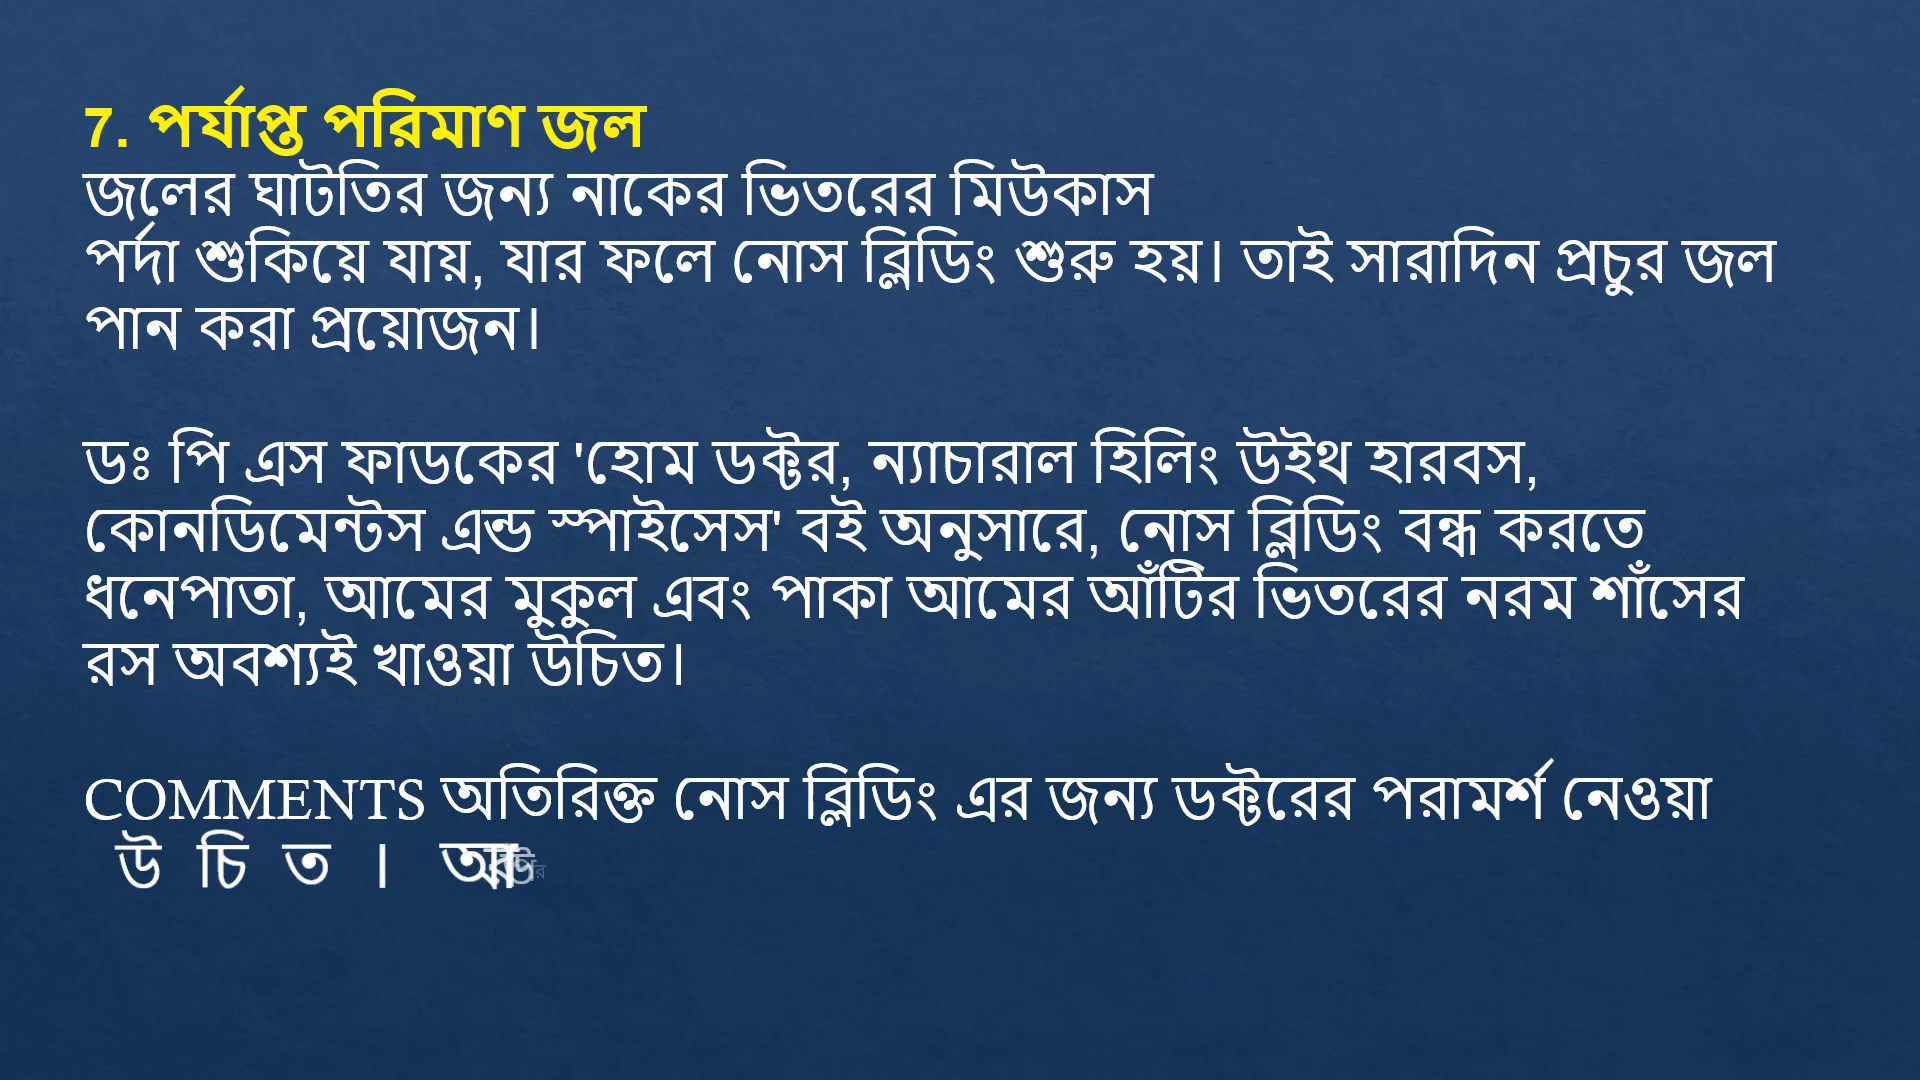 7. পর্যাপ্ত পরিমাণ জল
জলের ঘাটতির জন্য নাকের ভিতরের মিউকাস
পর্দা শুকিয়ে যায়, যার ফলে নোস ব্লিডিং শুরু হয়। তাই সারাদিন প্রচুর জল
পান করা প্রয়োজন।
ডঃ পি এস ফাডকের 'হোম ডক্টর, ন্যাচারাল হিলিং উইথ হারবস,
কোনডিমেন্টস এন্ড স্পাইসেস' বই অনুসারে, নোস ব্লিডিং বন্ধ করতে
ধনেপাতা, আমের মুকুল এবং পাকা আমের আঁটির ভিতরের নরম শাঁসের
রস অবশ্যই খাওয়া উচিত।
COMMENTS অতিরিক্ত নোস ব্লিডিং এর জন্য ডক্টরের পরামর্শ নেওয়া
উচিত।